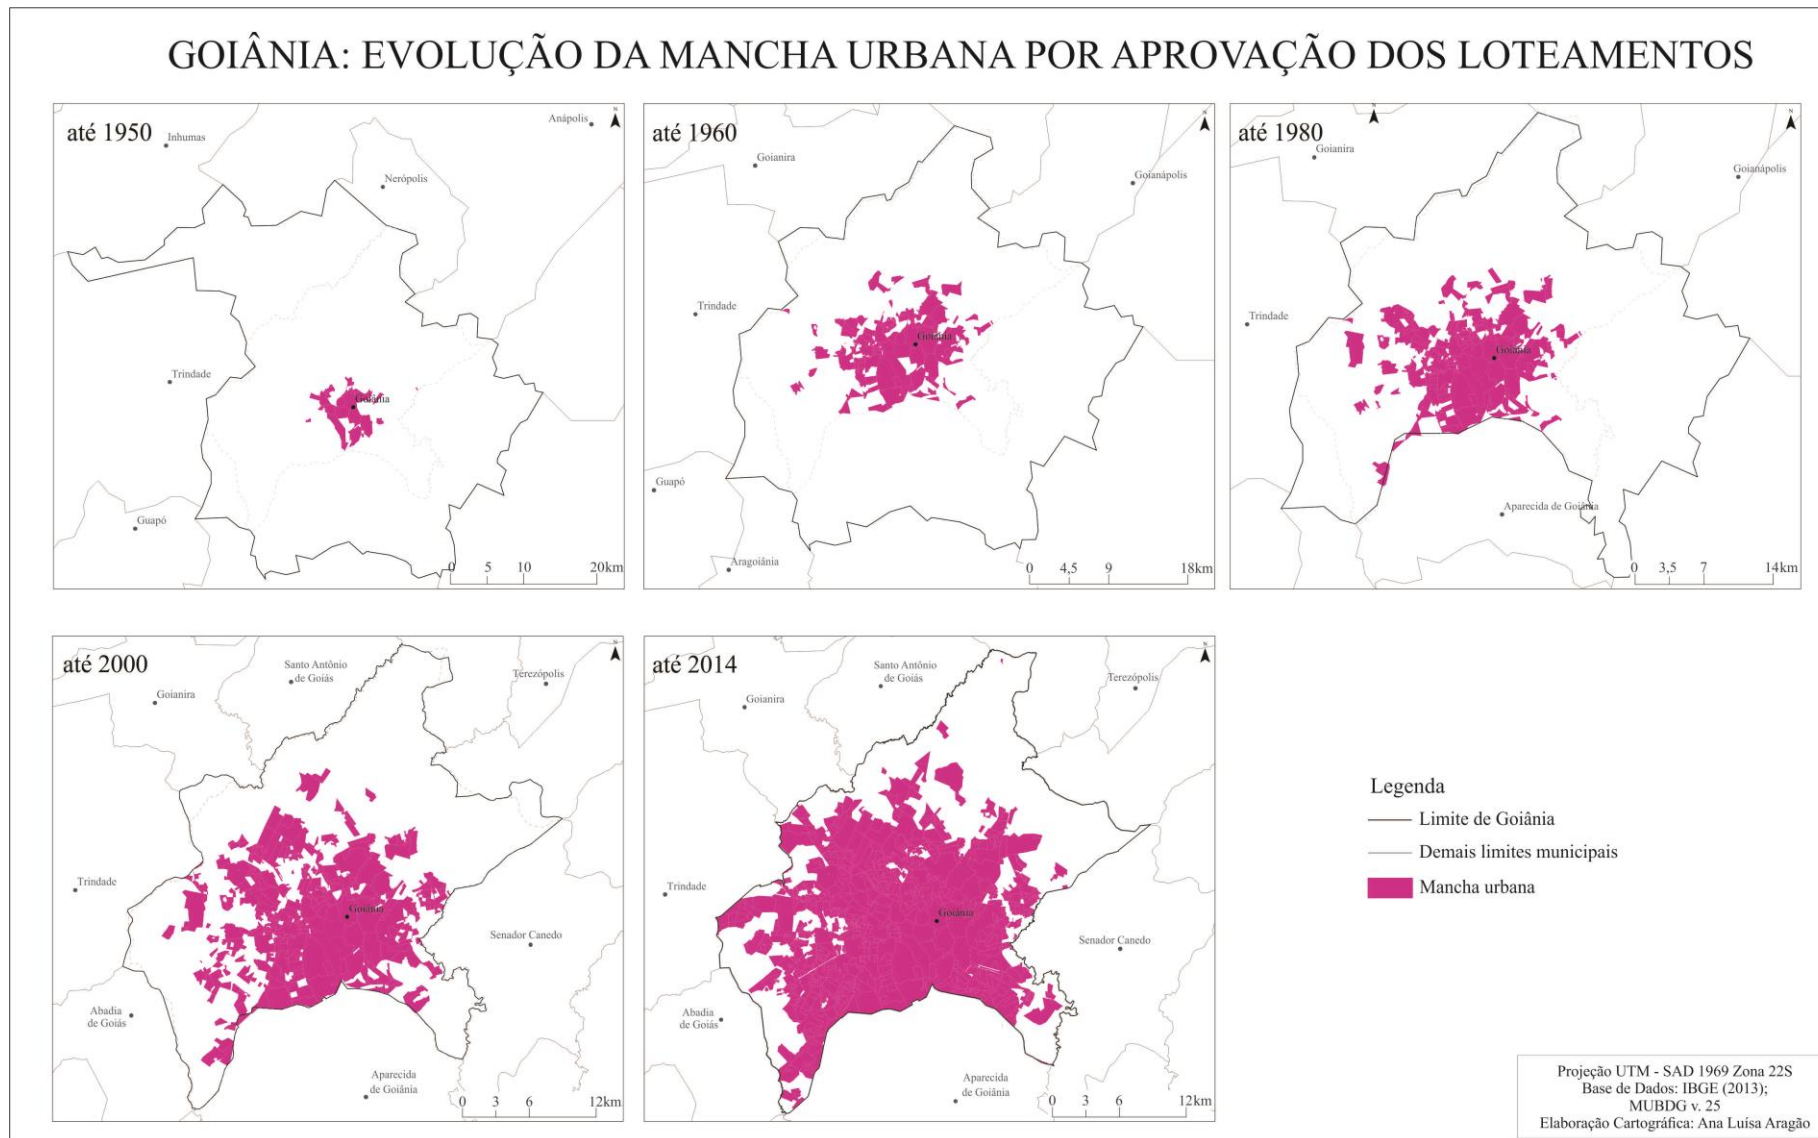 GOIÂNIA: EVOLUÇÃO DA MANCHA URBANA POR APROVAÇÃO DOS LOTEAMENTOS
até 1950
N
Inhumas
Anápolis
Nerópolis
Trindade
Goiânia
Guapó
0 5 10 20km
até 1960
N
Goianira
Goianápolis
Trindade
Goiânia
Guapó
Aragoiânia
0 4,5 9 18km
até 1980
N
N
Goianira
Goianápolis
Trindade
Goiânia
Aparecida de Goiânia
0 3,5 7 14km
até 2000
N
Santo Antônio
de Goiás
Goianira
Terezópolis
Trindade
Goiânia
Senador Canedo
Abadia
de Goiás
Aparecida
de Goiânia
0 3 6 12km
até 2014
N
Santo Antônio
de Goiás
Goianira
Terezópolis
Trindade
Goiânia
Senador Canedo
Abadia
de Goiás
Aparecida
de Goiânia
0 3 6 12km
Legenda
Limite de Goiânia
Demais limites municipais
Mancha urbana
Projeção UTM - SAD 1969 Zona 22S
Base de Dados: IBGE (2013);
MUBDG v. 25
Elaboração Cartográfica: Ana Luísa Aragão